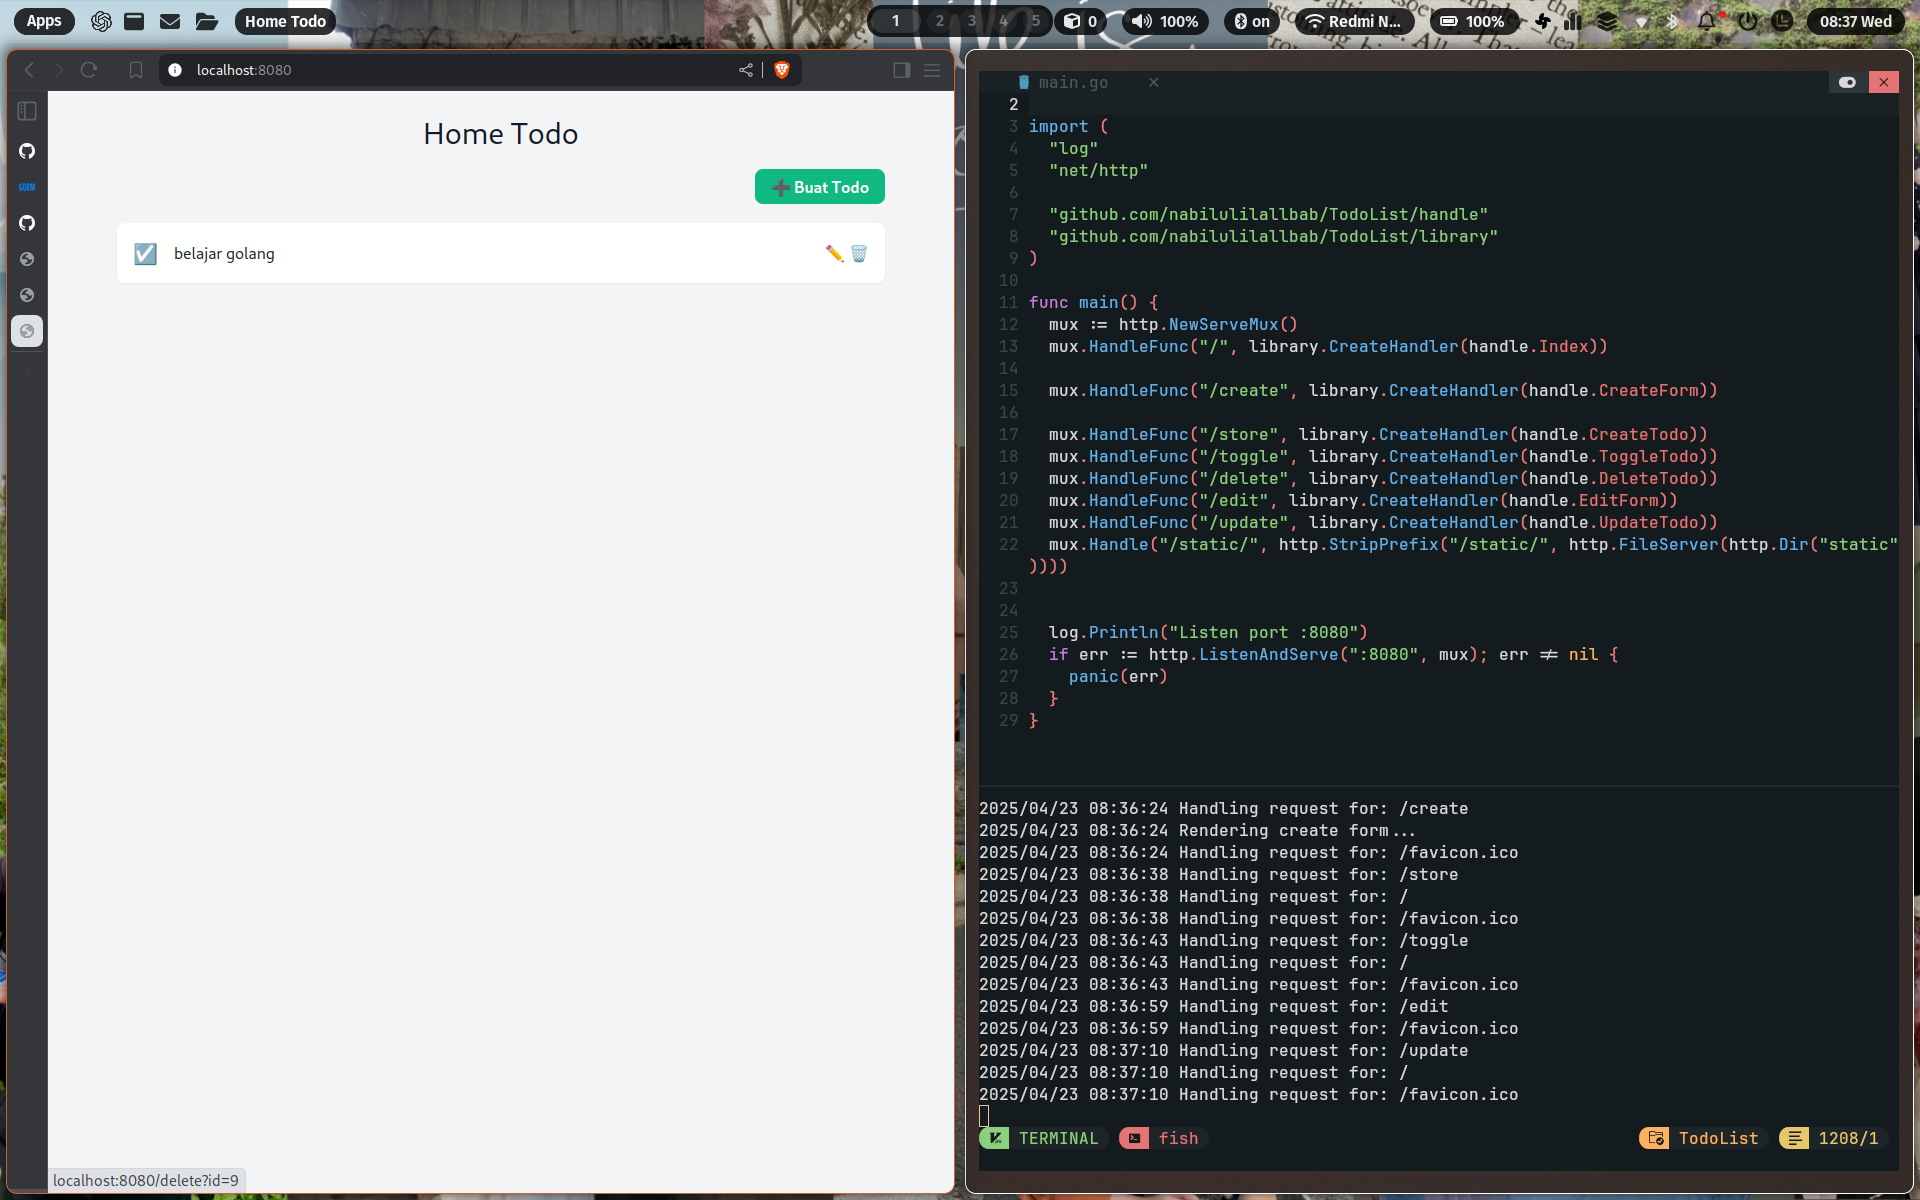 Apps
Home Todo
1 2 3 4 5
0
100%
on
Redmi N...
100%
08:37 Wed
localhost:8080
GORM
Home Todo
➕ Buat Todo
belajar golang
localhost:8080/delete?id=9
main.go
2
3 import (
4 "log"
5 "net/http"
6
7 "github.com/nabilulilallbab/TodoList/handle"
8 "github.com/nabilulilallbab/TodoList/library"
9 )
10
11 func main() {
12 mux := http.NewServeMux()
13 mux.HandleFunc("/", library.CreateHandler(handle.Index))
14
15 mux.HandleFunc("/create", library.CreateHandler(handle.CreateForm))
16
17 mux.HandleFunc("/store", library.CreateHandler(handle.CreateTodo))
18 mux.HandleFunc("/toggle", library.CreateHandler(handle.ToggleTodo))
19 mux.HandleFunc("/delete", library.CreateHandler(handle.DeleteTodo))
20 mux.HandleFunc("/edit", library.CreateHandler(handle.EditForm))
21 mux.HandleFunc("/update", library.CreateHandler(handle.UpdateTodo))
22 mux.Handle("/static/", http.StripPrefix("/static/", http.FileServer(http.Dir("static"
))))
23
24
25 log.Println("Listen port :8080")
26 if err := http.ListenAndServe(":8080", mux); err != nil {
27 panic(err)
28 }
29 }
2025/04/23 08:36:24 Handling request for: /create
2025/04/23 08:36:24 Rendering create form...
2025/04/23 08:36:24 Handling request for: /favicon.ico
2025/04/23 08:36:38 Handling request for: /store
2025/04/23 08:36:38 Handling request for: /
2025/04/23 08:36:38 Handling request for: /favicon.ico
2025/04/23 08:36:43 Handling request for: /toggle
2025/04/23 08:36:43 Handling request for: /
2025/04/23 08:36:43 Handling request for: /favicon.ico
2025/04/23 08:36:59 Handling request for: /edit
2025/04/23 08:36:59 Handling request for: /favicon.ico
2025/04/23 08:37:10 Handling request for: /update
2025/04/23 08:37:10 Handling request for: /
2025/04/23 08:37:10 Handling request for: /favicon.ico
TERMINAL
fish
TodoList
1208/1